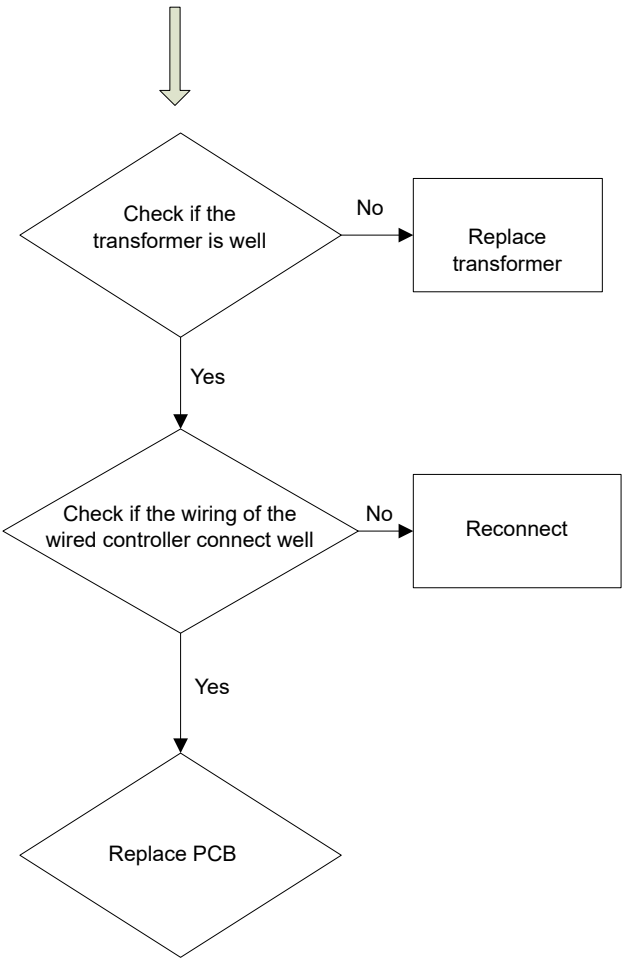 Check if the
transformer is well
No
Replace
transformer
Yes
Check if the wiring of the
wired controller connect well
No
Reconnect
Yes
Replace PCB